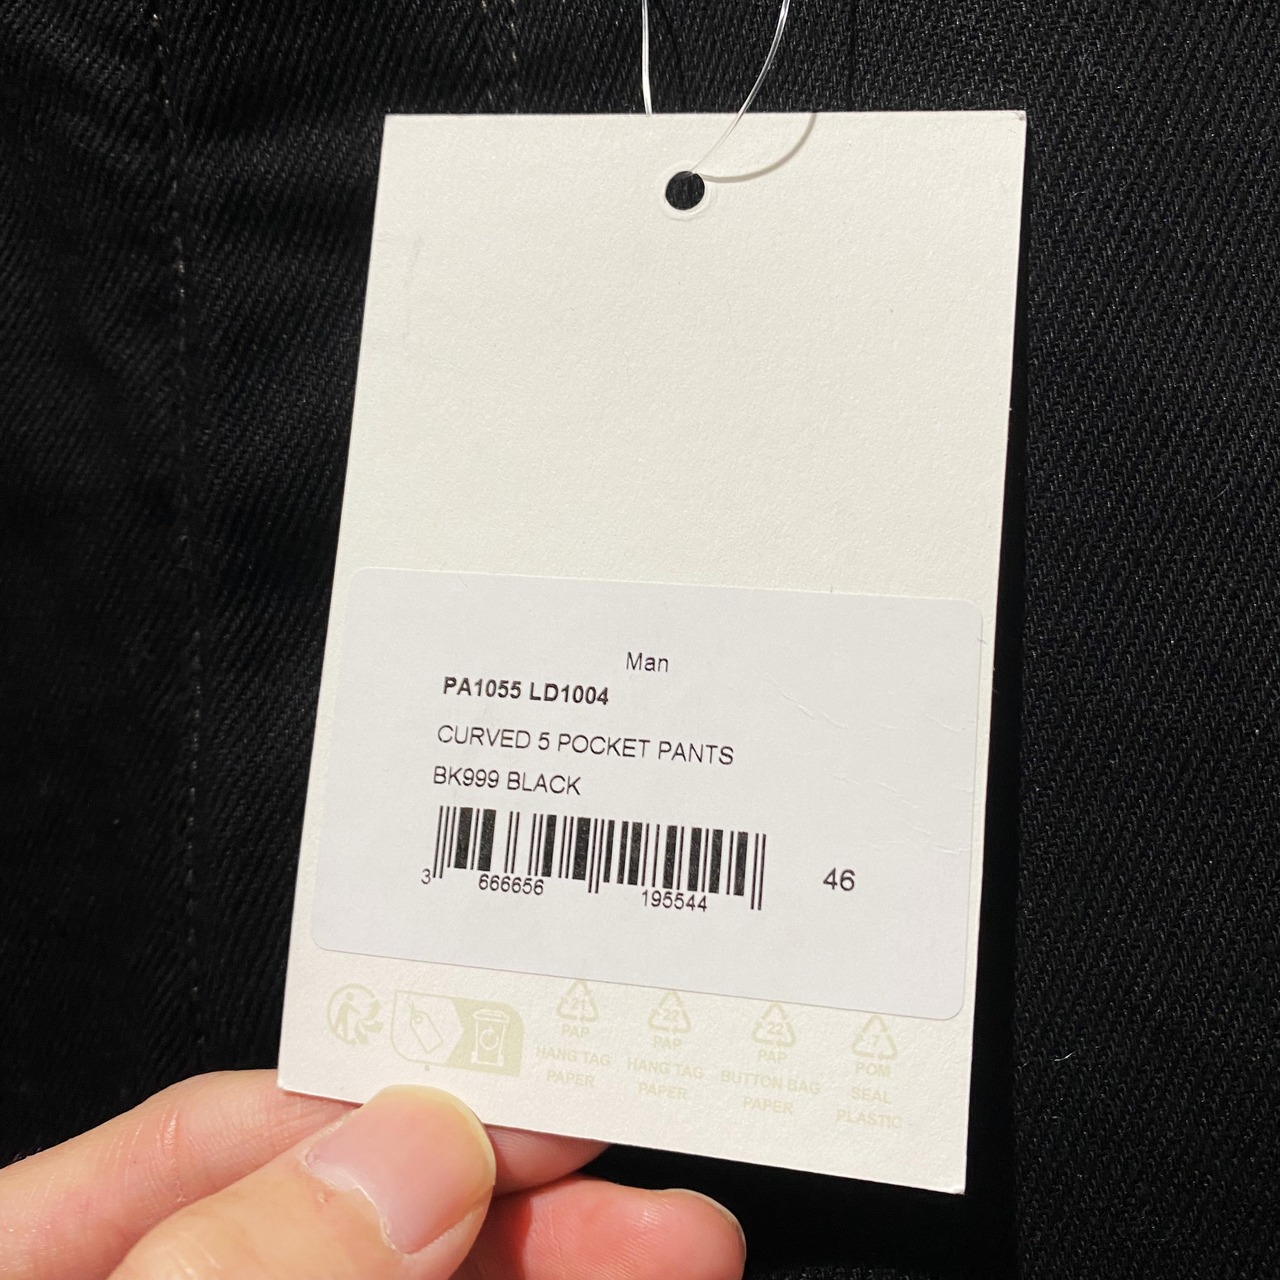 Man
PA1055 LD1004
CURVED 5 POCKET PANTS
BK999 BLACK
3 666656 195544
46
21 22 22 7
PAP PAP PAP POM
HANG TAG PAPER
HANG TAG PAPER
BUTTON BAG PAPER
SEAL PLASTIC